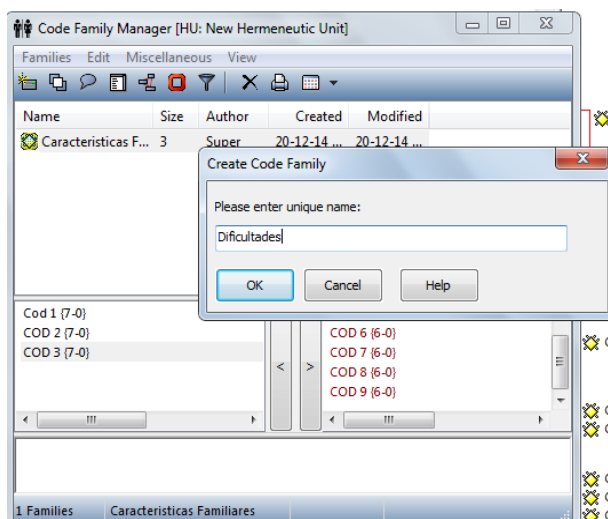 Code Family Manager [HU: New Hermeneutic Unit]
Families Edit Miscellaneous View
Name Size Author Created Modified
Caracteristicas F... 3 Super 20-12-14 ... 20-12-14 ...
Create Code Family
Please enter unique name:
Dificultades
OK Cancel Help
Cod 1 {7-0}
COD 2 {7-0}
COD 3 {7-0}
< >
COD 6 {6-0}
COD 7 {6-0}
COD 8 {6-0}
COD 9 {6-0}
1 Families Caracteristicas Familiares